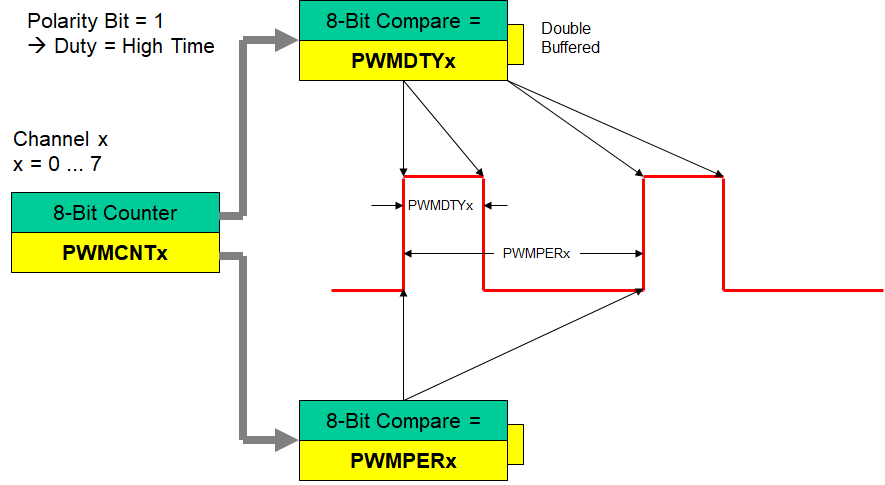 Polarity Bit = 1
→ Duty = High Time
8-Bit Compare =
PWMDTYx
Double
Buffered
Channel x
x = 0 ... 7
8-Bit Counter
PWMCNTx
PWMDTYx
PWMPERx
8-Bit Compare =
PWMPERx